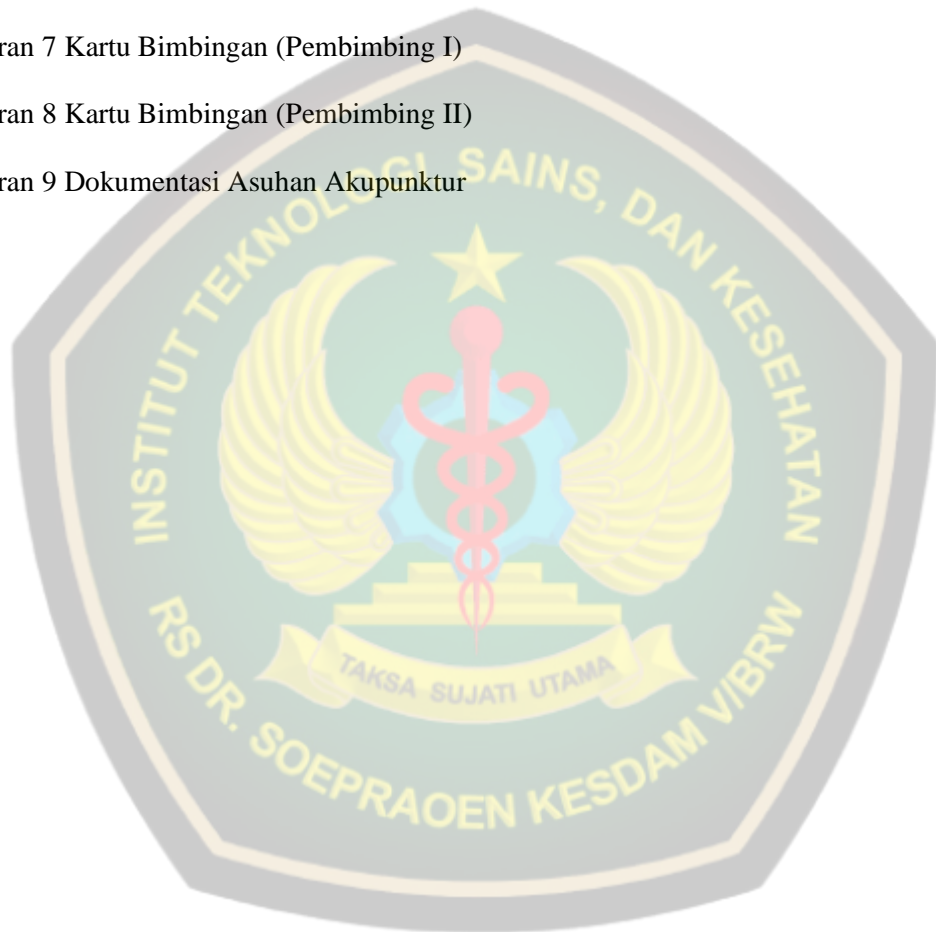 ran 7 Kartu Bimbingan (Pembimbing I)
ran 8 Kartu Bimbingan (Pembimbing II)
ran 9 Dokumentasi Asuhan Akupunktur
INSTITUT TEKNOLOGI, SAINS, DAN KESEHATAN
TAKSA SUJATI UTAMA
RS DR. SOEPRAOEN KESDAM V/BRW